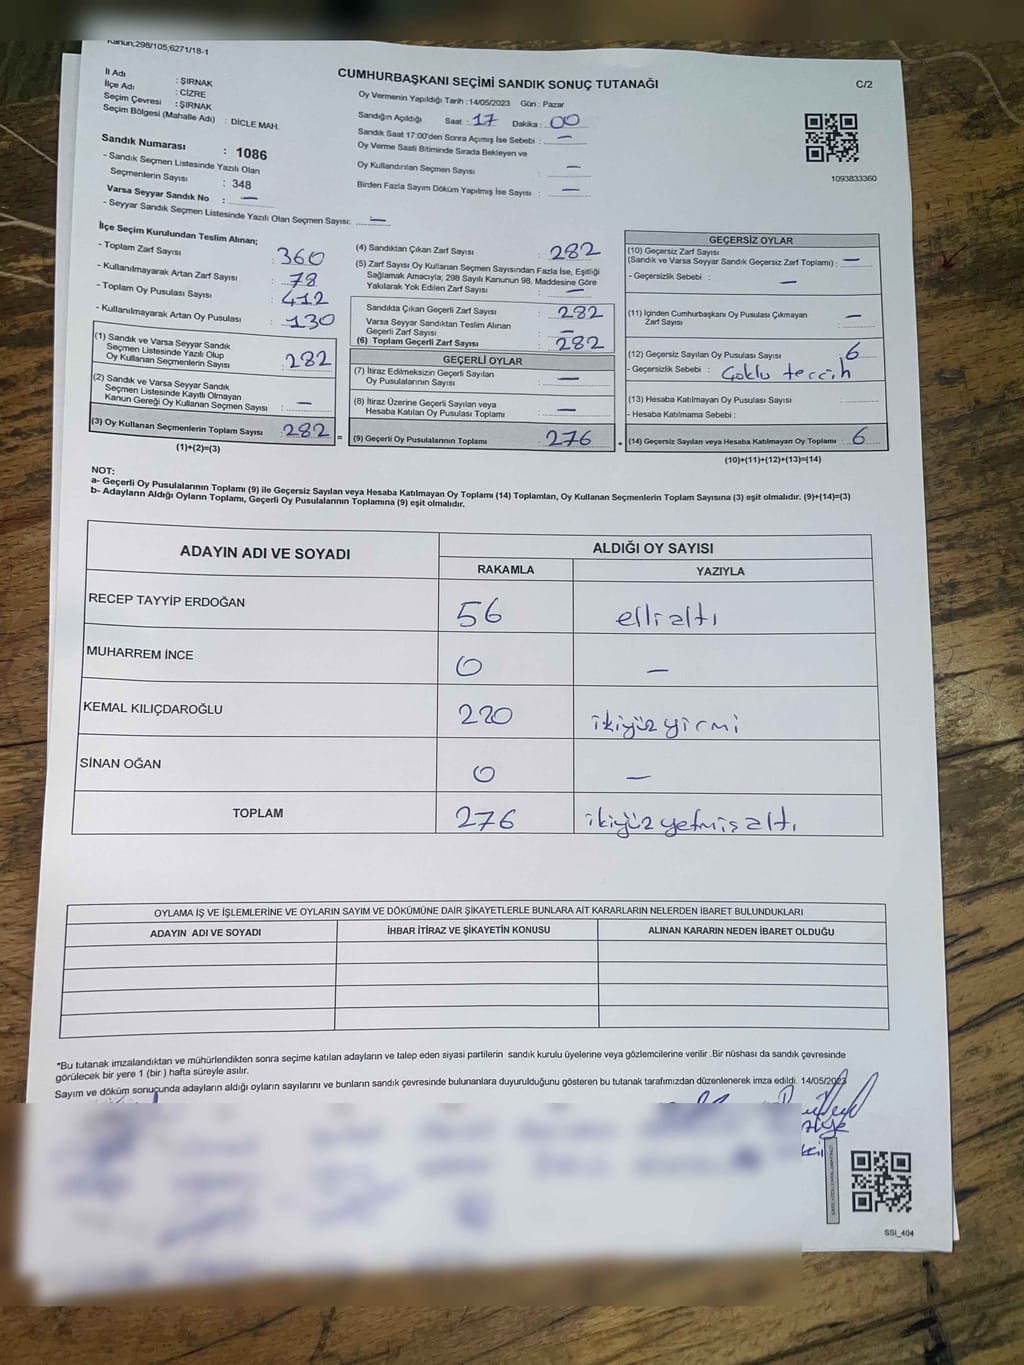 Kanun;298/105;6271/18-1
CUMHURBAŞKANI SEÇİMİ SANDIK SONUÇ TUTANAĞI
C/2
İl Adı : ŞIRNAK
İlçe Adı : CİZRE
Seçim Çevresi : ŞIRNAK
Seçim Bölgesi (Mahalle Adı) : DİCLE MAH.
Oy Vermenin Yapıldığı Tarih :14/05/2023 Gün : Pazar
Sandığın Açıldığı Saat : 17 Dakika : 00
Sandık Saat 17:00'den Sonra Açımış İse Sebebi : —
Oy Verme Saati Bitiminde Sırada Bekleyen ve
Oy Kullandırılan Seçmen Sayısı : —
Birden Fazla Sayım Döküm Yapılmış İse Sayısı : —
1093833360
Sandık Numarası : 1086
- Sandık Seçmen Listesinde Yazılı Olan
Seçmenlerin Sayısı : 348
Varsa Seyyar Sandık No : —
- Seyyar Sandık Seçmen Listesinde Yazılı Olan Seçmen Sayısı: —
İlçe Seçim Kurulundan Teslim Alınan;
- Toplam Zarf Sayısı : 360
- Kullanılmayarak Artan Zarf Sayısı : 78
- Toplam Oy Pusulası Sayısı : 412
- Kullanılmayarak Artan Oy Pusulası : 130
(1) Sandık ve Varsa Seyyar Sandık
Seçmen Listesinde Yazılı Olup
Oy Kullanan Seçmenlerin Sayısı : 282
(2) Sandık ve Varsa Seyyar Sandık
Seçmen Listesinde Kayıtlı Olmayan
Kanun Gereği Oy Kullanan Seçmen Sayısı : —
(3) Oy Kullanan Seçmenlerin Toplam Sayısı : 282 =
(1)+(2)=(3)
(4) Sandıktan Çıkan Zarf Sayısı : 282
(5) Zarf Sayısı Oy Kullanan Seçmen Sayısından Fazla İse, Eşitliği
Sağlamak Amacıyla; 298 Sayılı Kanunun 98. Maddesine Göre
Yakılarak Yok Edilen Zarf Sayısı : —
Sandıkta Çıkan Geçerli Zarf Sayısı : 282
Varsa Seyyar Sandıktan Teslim Alınan
Geçerli Zarf Sayısı : —
(6) Toplam Geçerli Zarf Sayısı : 282
GEÇERLİ OYLAR
(7) İtiraz Edilmeksizin Geçerli Sayılan
Oy Pusulalarının Sayısı : —
(8) İtiraz Üzerine Geçerli Sayılan veya
Hesaba Katılan Oy Pusulası Toplamı : —
(9) Geçerli Oy Pusulalarının Toplamı : 276 +
GEÇERSİZ OYLAR
(10) Geçersiz Zarf Sayısı
(Sandık ve Varsa Seyyar Sandık Geçersiz Zarf Toplamı) : —
- Geçersizlik Sebebi : —
(11) İçinden Cumhurbaşkanı Oy Pusulası Çıkmayan
Zarf Sayısı : —
(12) Geçersiz Sayılan Oy Pusulası Sayısı : 6
- Geçersizlik Sebebi : Çoklu tercih
(13) Hesaba Katılmayan Oy Pusulası Sayısı :
- Hesaba Katılmama Sebebi :
(14) Geçersiz Sayılan veya Hesaba Katılmayan Oy Toplamı : 6
(10)+(11)+(12)+(13)=(14)
NOT:
a- Geçerli Oy Pusulalarının Toplamı (9) ile Geçersiz Sayılan veya Hesaba Katılmayan Oy Toplamı (14) Toplamları, Oy Kullanan Seçmenlerin Toplam Sayısına (3) eşit olmalıdır. (9)+(14)=(3)
b- Adayların Aldığı Oyların Toplamı, Geçerli Oy Pusulalarının Toplamına (9) eşit olmalıdır.
ADAYIN ADI VE SOYADI ALDIĞI OY SAYISI
RAKAMLA YAZIYLA
RECEP TAYYİP ERDOĞAN 56 elli altı
MUHARREM İNCE 0 —
KEMAL KILIÇDAROĞLU 220 ikiyüz yirmi
SİNAN OĞAN 0 —
TOPLAM 276 ikiyüz yetmiş altı
OYLAMA İŞ VE İŞLEMLERİNE VE OYLARIN SAYIM VE DÖKÜMÜNE DAİR ŞİKAYETLERLE BUNLARA AİT KARARLARIN NELERDEN İBARET BULUNDUKLARI
ADAYIN ADI VE SOYADI İHBAR İTİRAZ VE ŞİKAYETİN KONUSU ALINAN KARARIN NEDEN İBARET OLDUĞU
*Bu tutanak imzalandıktan ve mühürlendikten sonra seçime katılan adayların ve talep eden siyasi partilerin sandık kurulu üyelerine veya gözlemcilerine verilir .Bir nüshası da sandık çevresinde
görülecek bir yere 1 (bir ) hafta süreyle asılır.
Sayım ve döküm sonucunda adayların aldığı oyların sayılarını ve bunların sandık çevresinde bulunanlara duyurulduğunu gösteren bu tutanak tarafımızdan düzenlenerek imza edildi. 14/05/2023
SSI_404